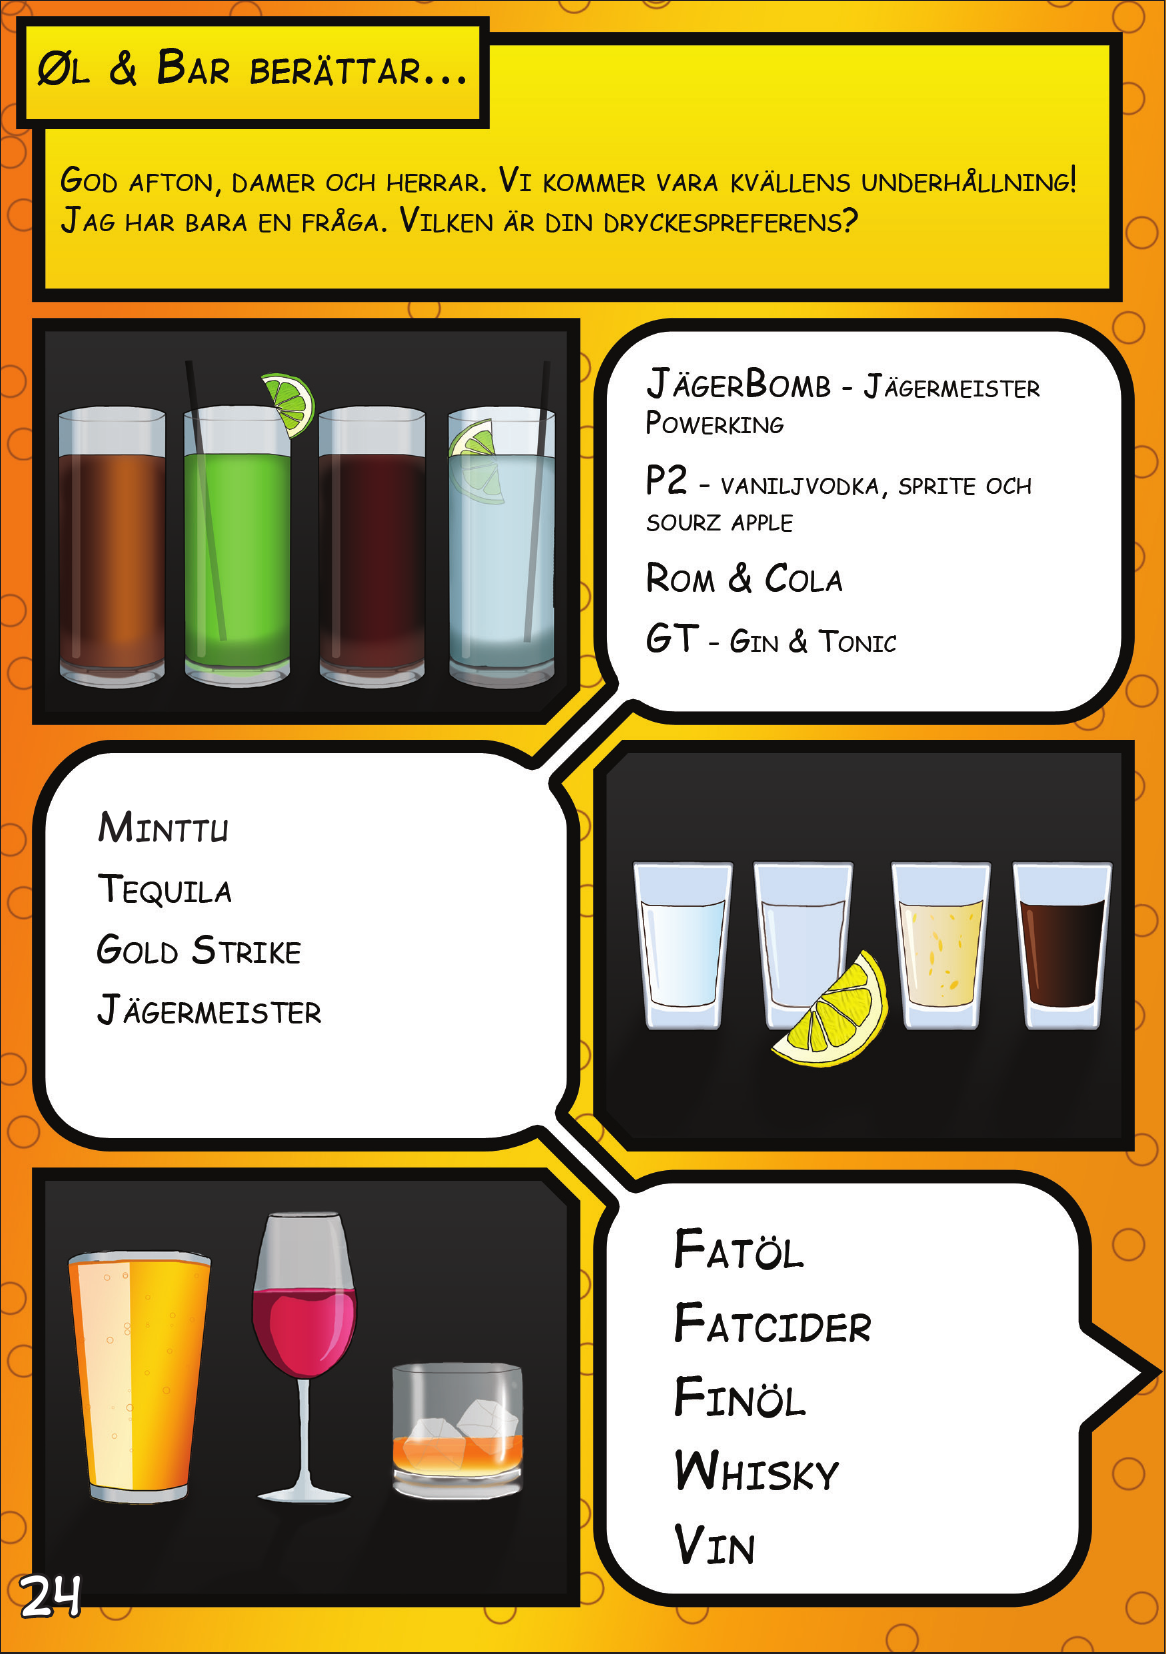 Øl & Bar berättar...
God afton, damer och herrar. Vi kommer vara kvällens underhållning!
Jag har bara en fråga. Vilken är din dryckespreferens?
JägerBomb - Jägermeister
Powerking
P2 - vaniljvodka, sprite och
sourz apple
Rom & Cola
GT - Gin & Tonic
Minttu
Tequila
Gold Strike
Jägermeister
Fatöl
Fatcider
Finöl
Whisky
Vin
24